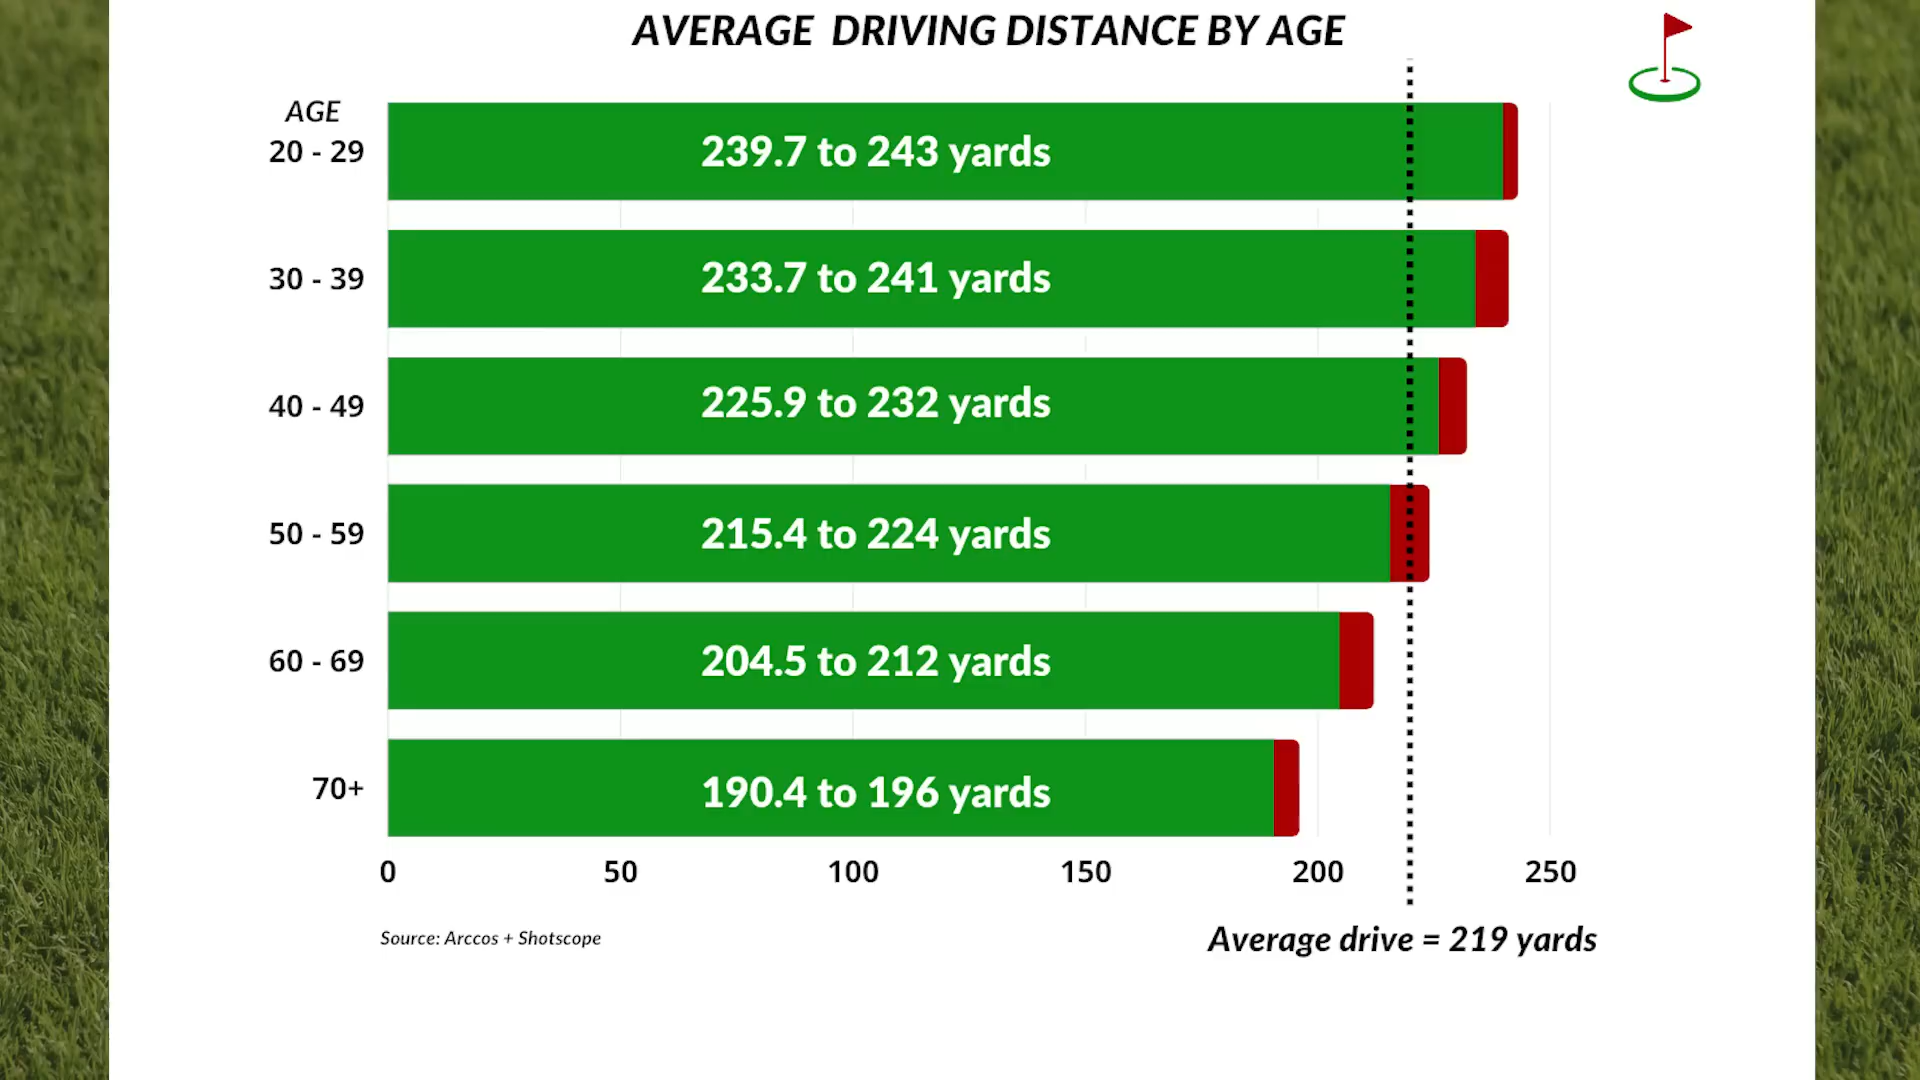 AVERAGE DRIVING DISTANCE BY AGE
AGE
20 - 29
239.7 to 243 yards
30 - 39
233.7 to 241 yards
40 - 49
225.9 to 232 yards
50 - 59
215.4 to 224 yards
60 - 69
204.5 to 212 yards
70+
190.4 to 196 yards
0 50 100 150 200 250
Source: Arccos + Shotscope
Average drive = 219 yards